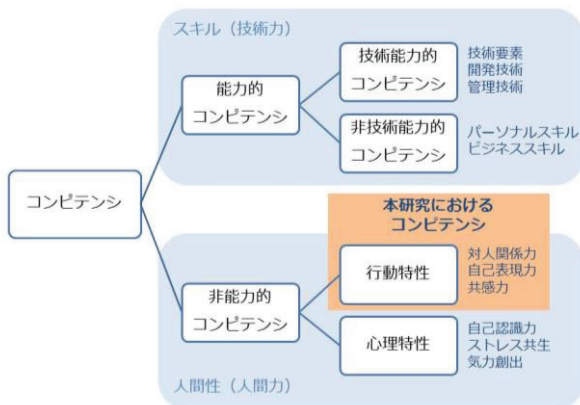 スキル（技術力）
能力的
コンピテンシ
技術能力的
コンピテンシ
技術要素
開発技術
管理技術
非技術能力的
コンピテンシ
パーソナルスキル
ビジネススキル
コンピテンシ
本研究における
コンピテンシ
行動特性
対人関係力
自己表現力
共感力
非能力的
コンピテンシ
心理特性
自己認識力
ストレス共生
気力創出
人間性（人間力）